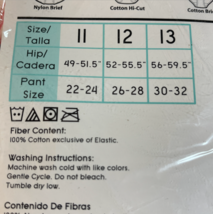 Nylon Brief Cotton Hi-Cut Cotton Bri
Size/ 11 12 13
Talla
Hip/ 49-51.5" 52-55.5" 56-59.5"
Cadera
Pant 22-24 26-28 30-32
Size
Fiber Content:
100% Cotton exclusive of Elastic.
Washing Instructions:
Machine wash cold with like colors.
Gentle Cycle. Do not bleach.
Tumble dry low.
Contenido De Fibras